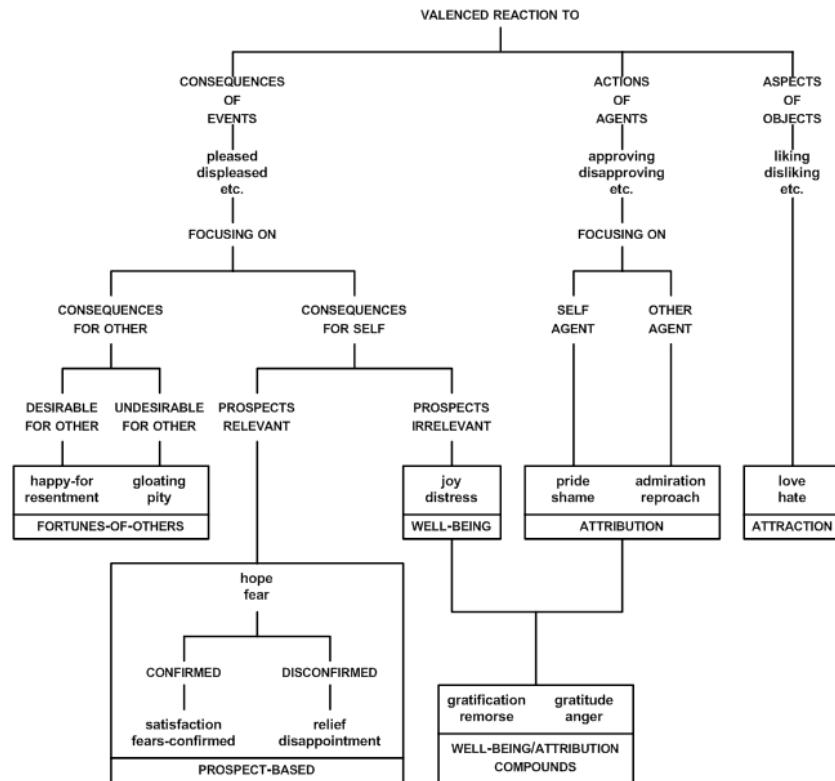 VALENCED REACTION TO
CONSEQUENCES
OF
EVENTS
pleased
displeased
etc.
FOCUSING ON
ACTIONS
OF
AGENTS
approving
disapproving
etc.
FOCUSING ON
ASPECTS
OF
OBJECTS
liking
disliking
etc.
CONSEQUENCES
FOR OTHER
CONSEQUENCES
FOR SELF
SELF
AGENT
OTHER
AGENT
DESIRABLE
FOR OTHER
UNDESIRABLE
FOR OTHER
PROSPECTS
RELEVANT
PROSPECTS
IRRELEVANT
happy-for
resentment
gloating
pity
FORTUNES-OF-OTHERS
joy
distress
WELL-BEING
pride
shame
admiration
reproach
ATTRIBUTION
love
hate
ATTRACTION
hope
fear
CONFIRMED
DISCONFIRMED
satisfaction
fears-confirmed
relief
disappointment
PROSPECT-BASED
gratification
remorse
gratitude
anger
WELL-BEING/ATTRIBUTION
COMPOUNDS